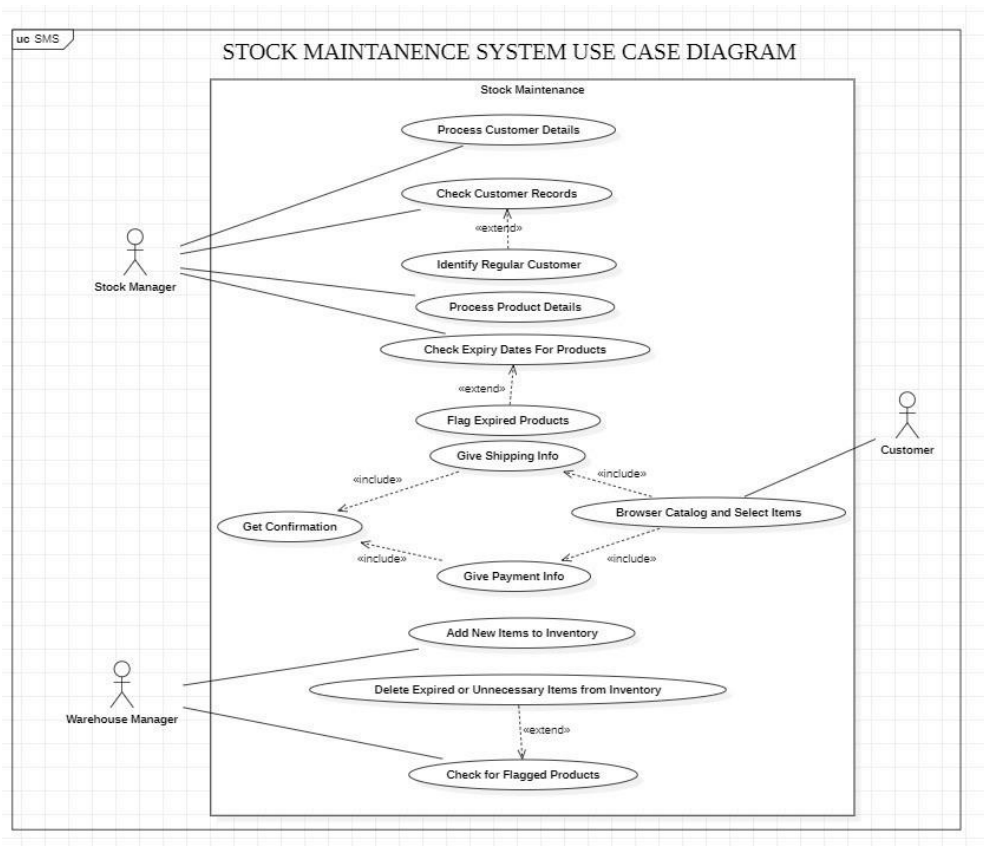 uc SMS
STOCK MAINTANENCE SYSTEM USE CASE DIAGRAM
Stock Maintenance
Process Customer Details
Check Customer Records
«extend»
Identify Regular Customer
Stock Manager
Process Product Details
Check Expiry Dates For Products
«extend»
Flag Expired Products
Customer
Give Shipping Info
«include»
«include»
Browser Catalog and Select Items
Get Confirmation
«include»
«include»
Give Payment Info
Add New Items to Inventory
Delete Expired or Unnecessary Items from Inventory
Warehouse Manager
«extend»
Check for Flagged Products